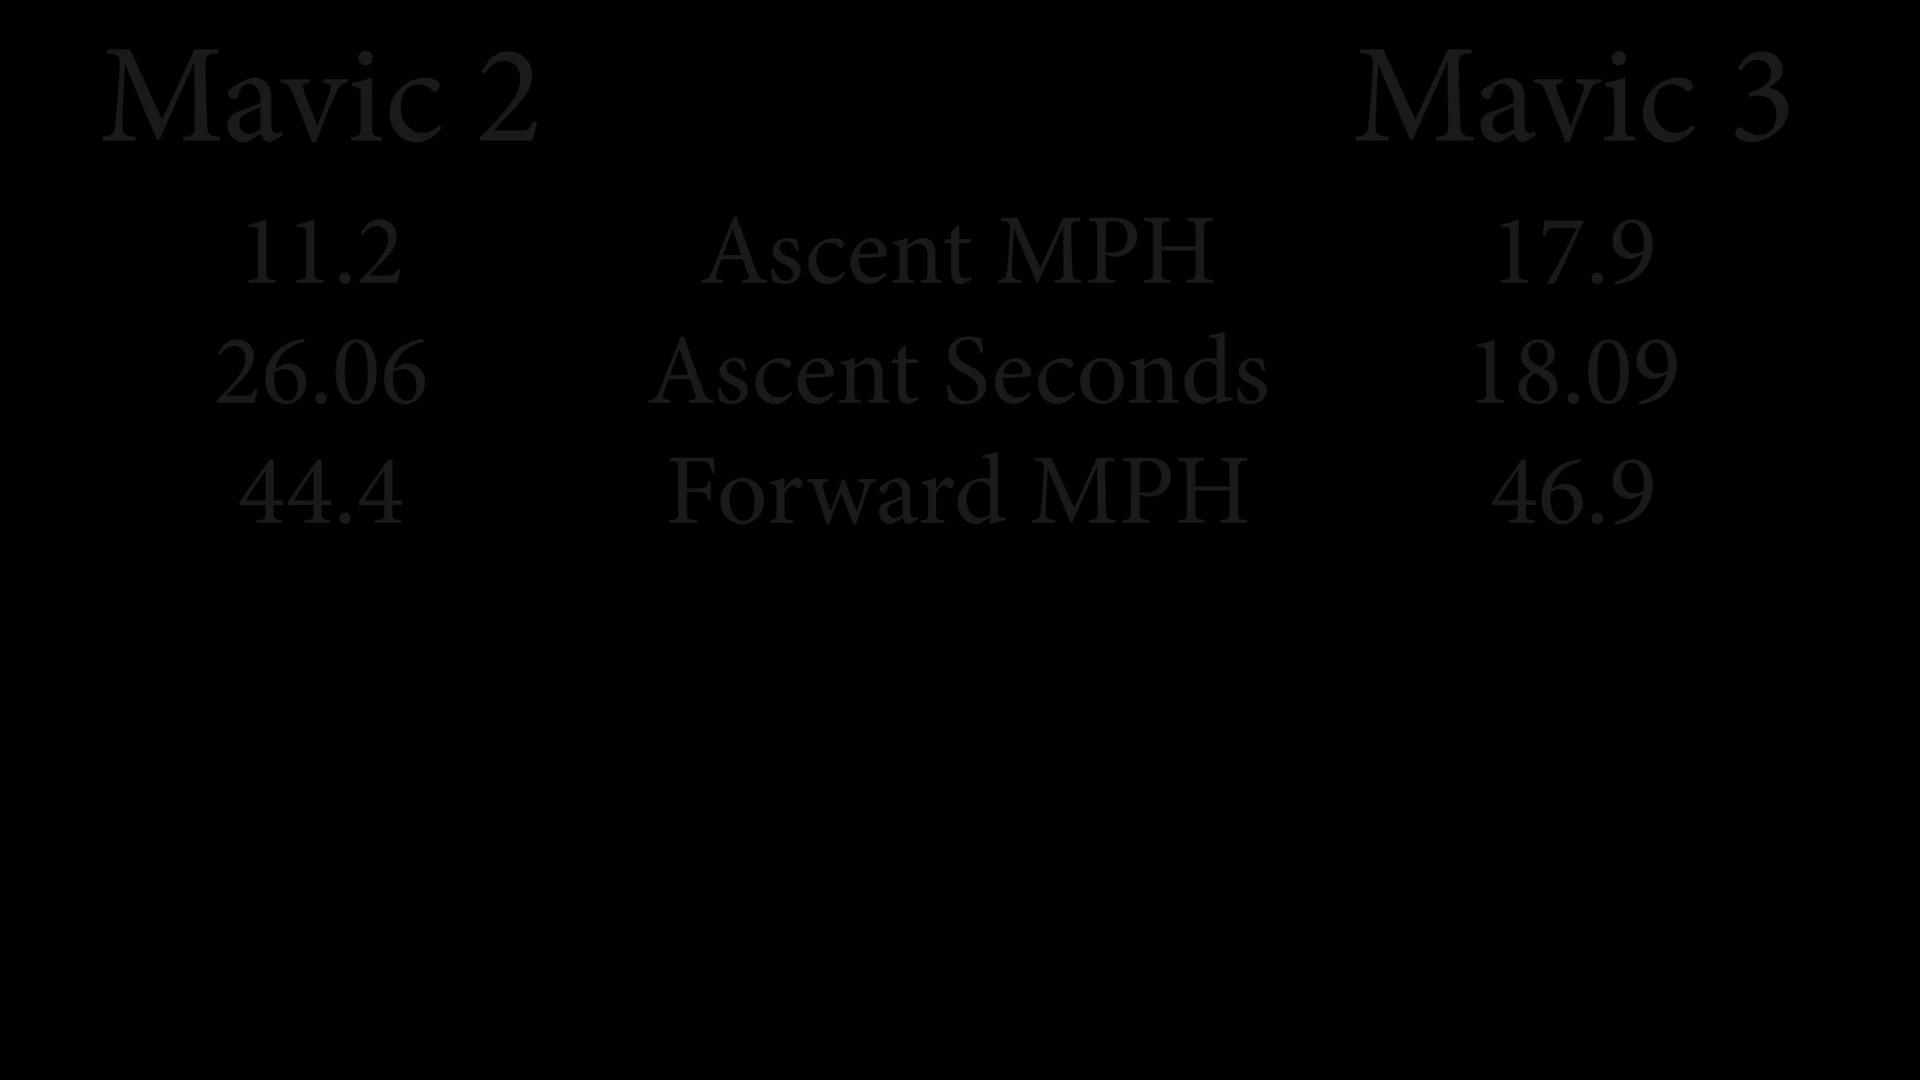 Mavic 2 Mavic 3
11.2 Ascent MPH 17.9
26.06 Ascent Seconds 18.09
44.4 Forward MPH 46.9